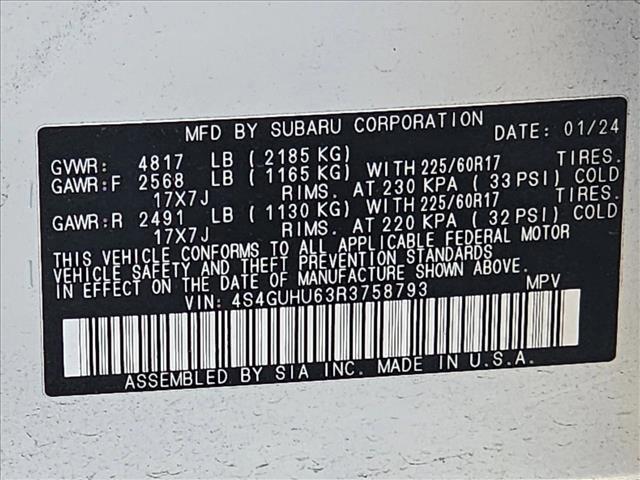 MFD BY SUBARU CORPORATION DATE: 01/24
GVWR: 4817 LB ( 2185 KG)
GAWR:F 2568 LB ( 1165 KG) WITH 225/60R17 TIRES.
17X7J RIMS. AT 230 KPA ( 33 PSI) COLD
GAWR:R 2491 LB ( 1130 KG) WITH 225/60R17 TIRES.
17X7J RIMS. AT 220 KPA ( 32 PSI) COLD
THIS VEHICLE CONFORMS TO ALL APPLICABLE FEDERAL MOTOR
VEHICLE SAFETY AND THEFT PREVENTION STANDARDS
IN EFFECT ON THE DATE OF MANUFACTURE SHOWN ABOVE.
VIN: 4S4GUHU63R3758793 MPV
ASSEMBLED BY SIA INC. MADE IN U.S.A.